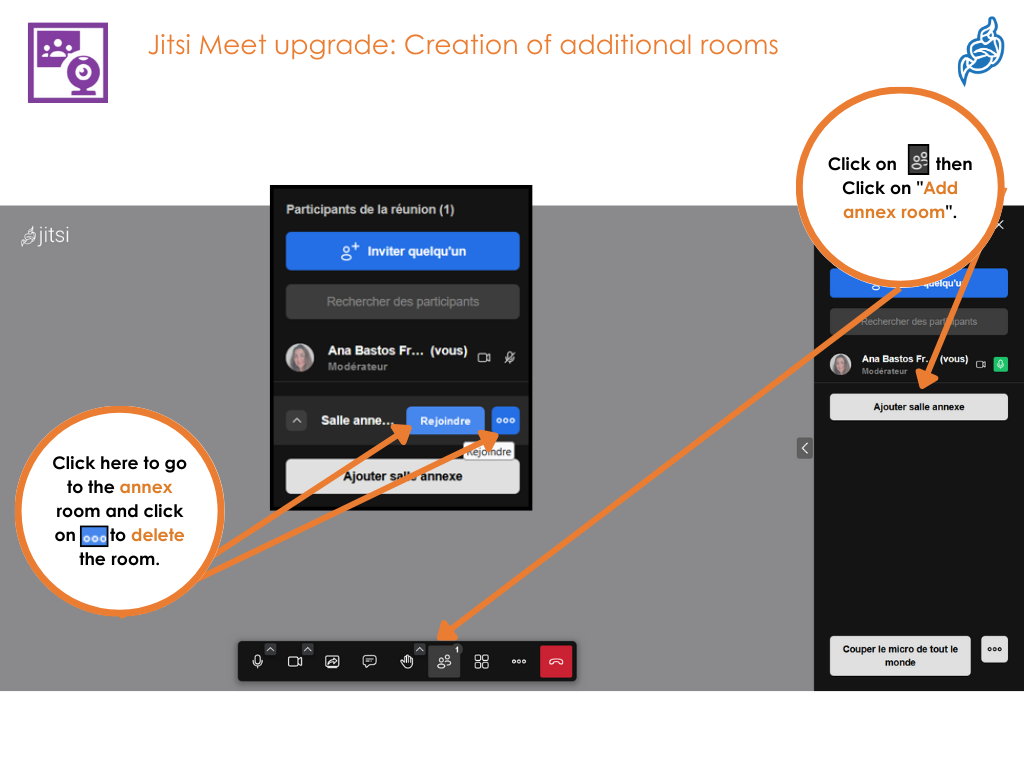 Jitsi Meet upgrade: Creation of additional rooms
Click on then
Click on "Add
annex room".
jitsi
Participants de la réunion (1)
Inviter quelqu'un
Rechercher des participants
Ana Bastos Fr... (vous)
Modérateur
Salle anne...
Rejoindre
Rejoindre
Ajouter salle annexe
Click here to go
to the annex
room and click
on to delete
the room.
quelqu'u
Rechercher des participants
Ana Bastos Fr... (vous)
Modérateur
Ajouter salle annexe
1
Couper le micro de tout le
monde